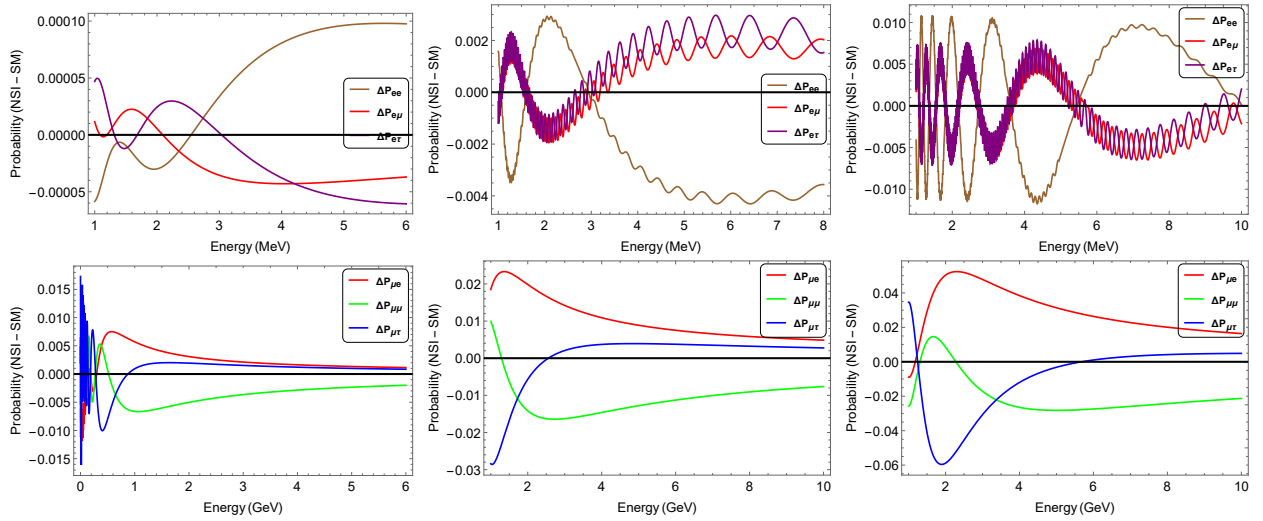 Probability (NSI – SM)
0.00010
0.00005
0.00000
−0.00005
1 2 3 4 5 6
Energy (MeV)
ΔPee
ΔPeμ
ΔPeτ
Probability (NSI – SM)
0.002
0.000
−0.002
−0.004
1 2 3 4 5 6 7 8
Energy (MeV)
ΔPee
ΔPeμ
ΔPeτ
Probability (NSI – SM)
0.010
0.005
0.000
−0.005
−0.010
2 4 6 8 10
Energy (MeV)
ΔPee
ΔPeμ
ΔPeτ
Probability (NSI – SM)
0.015
0.010
0.005
0.000
−0.005
−0.010
−0.015
0 1 2 3 4 5 6
Energy (GeV)
ΔPμe
ΔPμμ
ΔPμτ
Probability (NSI – SM)
0.02
0.01
0.00
−0.01
−0.02
−0.03
2 4 6 8 10
Energy (GeV)
ΔPμe
ΔPμμ
ΔPμτ
Probability (NSI – SM)
0.04
0.02
0.00
−0.02
−0.04
−0.06
2 4 6 8 10
Energy (GeV)
ΔPμe
ΔPμμ
ΔPμτ